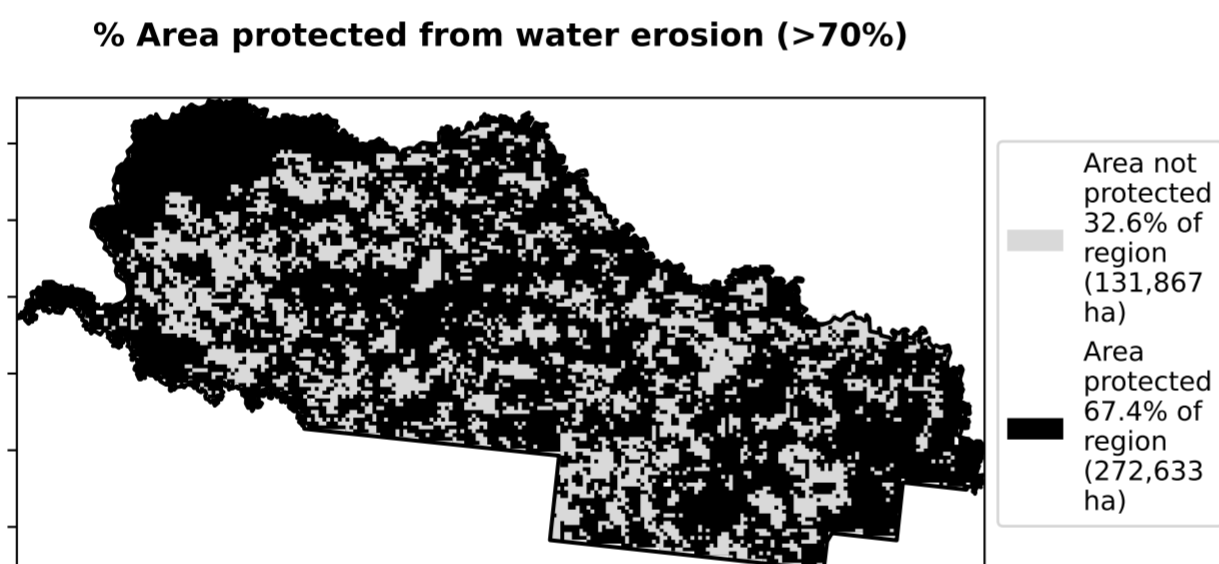 % Area protected from water erosion (>70%)
Area not
protected
32.6% of
region
(131,867
ha)
Area
protected
67.4% of
region
(272,633
ha)